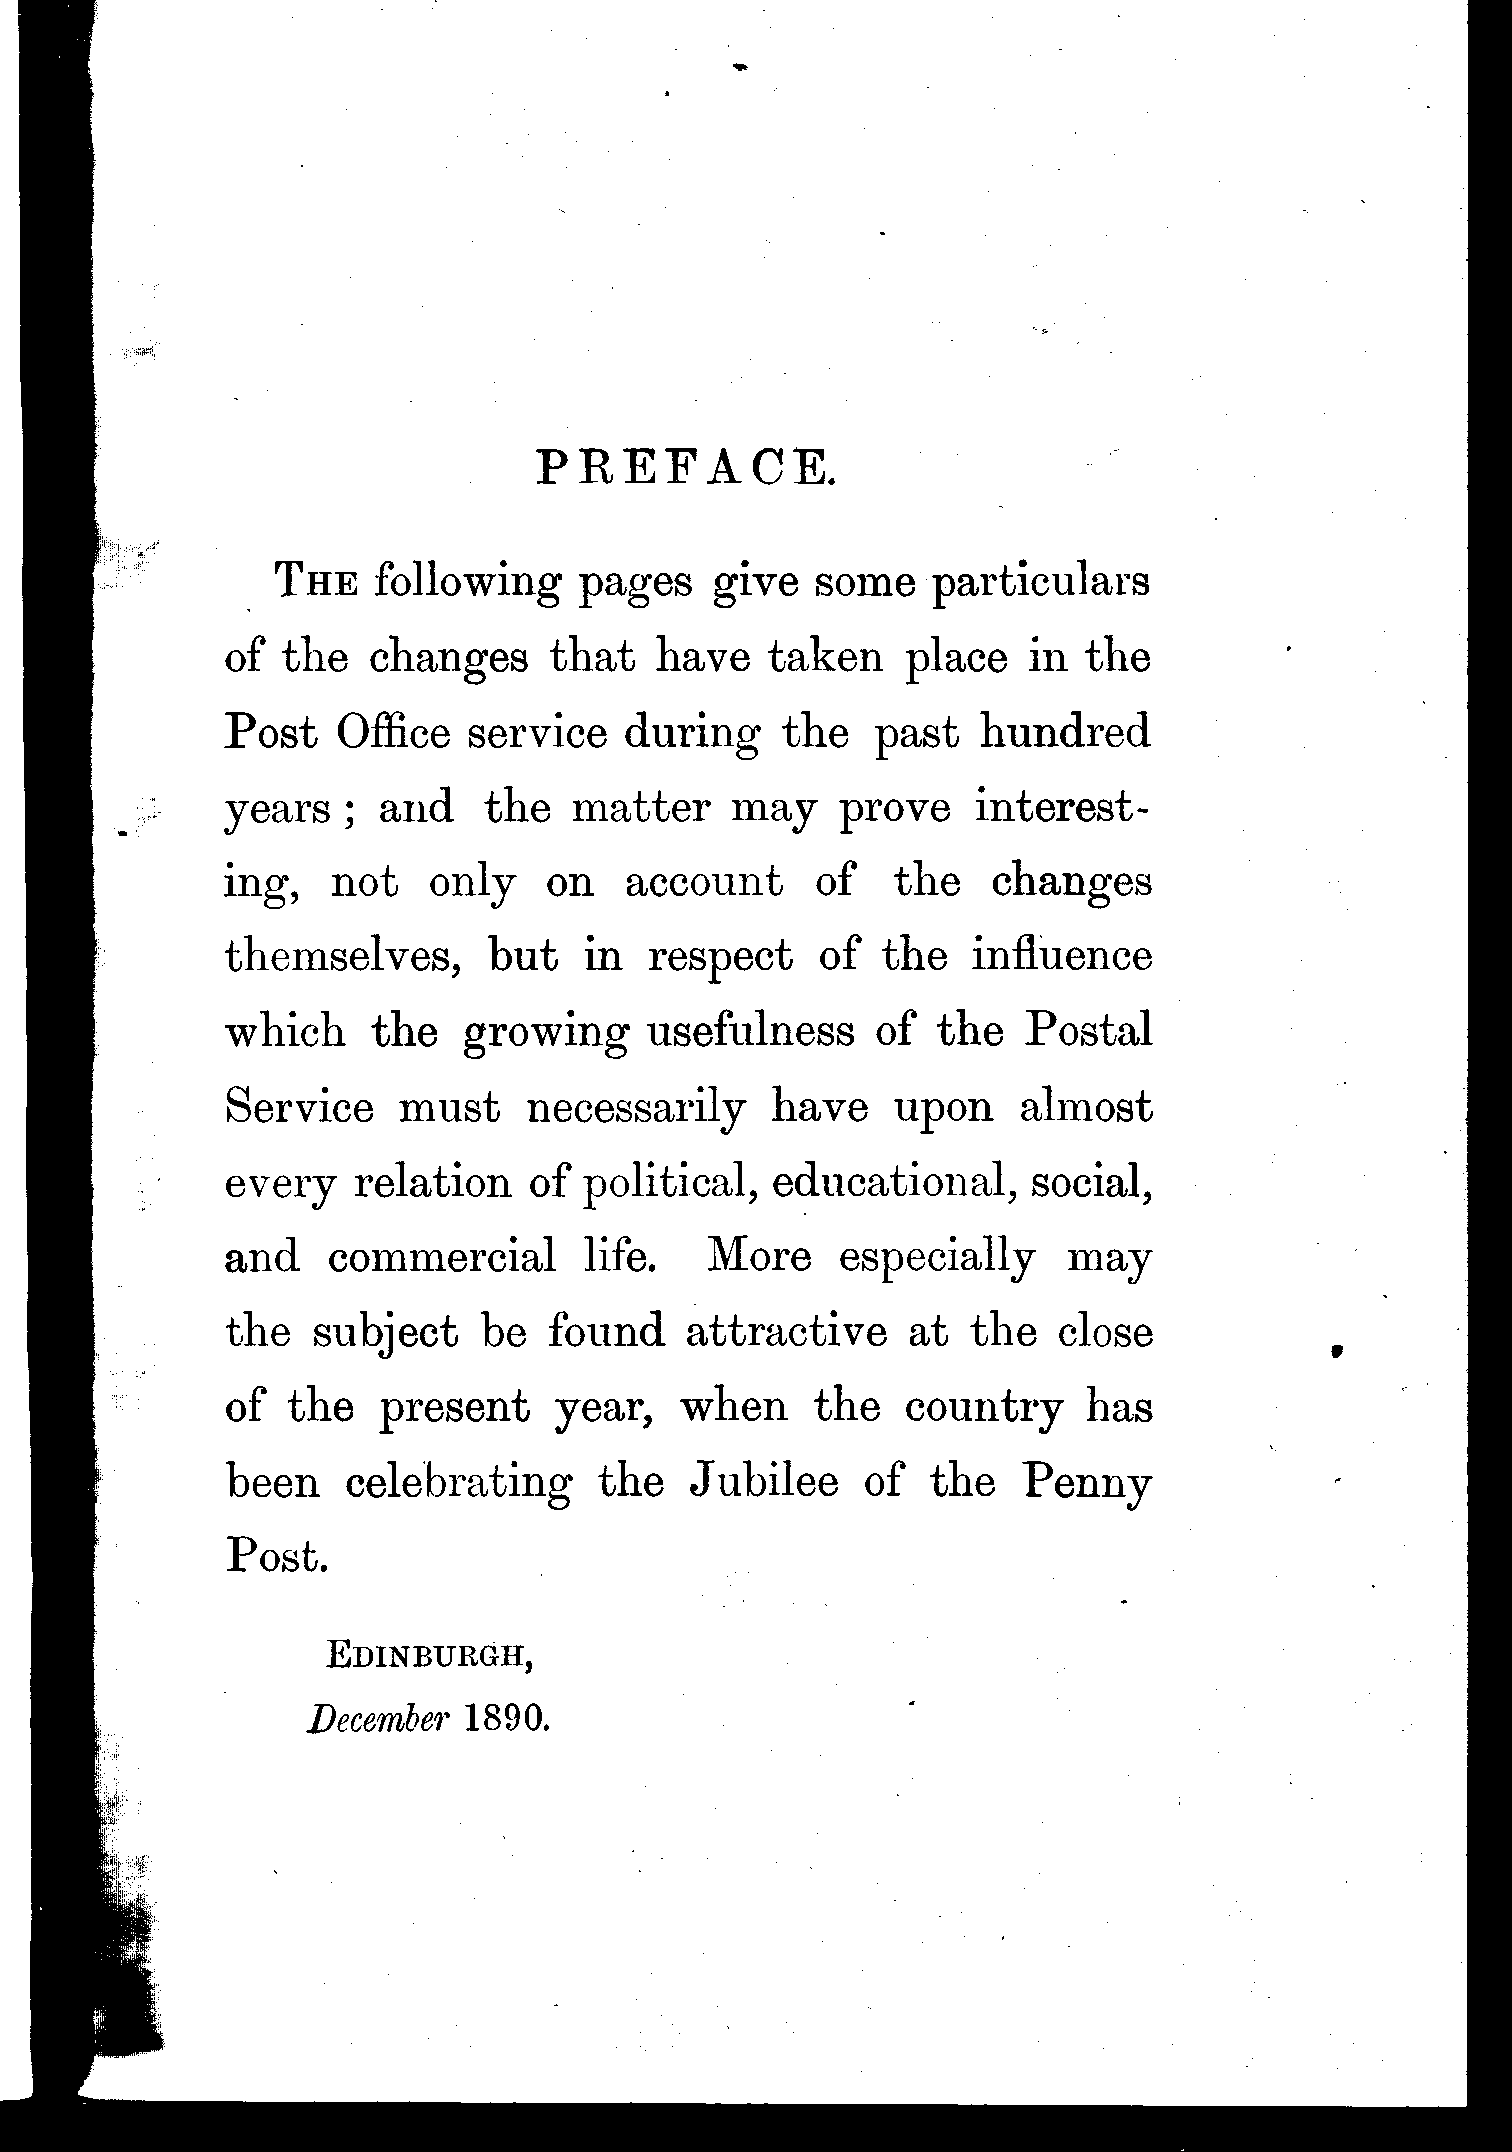 PREFACE.
THE following pages give some particulars
of the changes that have taken place in the
Post Office service during the past hundred
years ; and the matter may prove interest-
ing, not only on account of the changes
themselves, but in respect of the influence
which the growing usefulness of the Postal
Service must necessarily have upon almost
every relation of political, educational, social,
and commercial life. More especially may
the subject be found attractive at the close
of the present year, when the country has
been celebrating the Jubilee of the Penny
Post.
EDINBURGH,
December 1890.